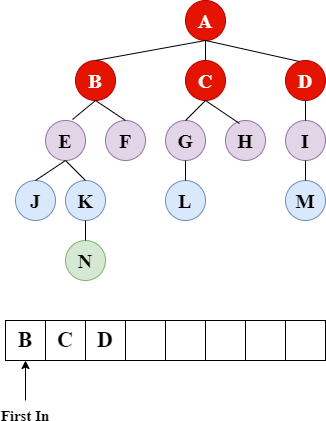 A
B C D
E F G H I
J K L M
N
B C D
First In